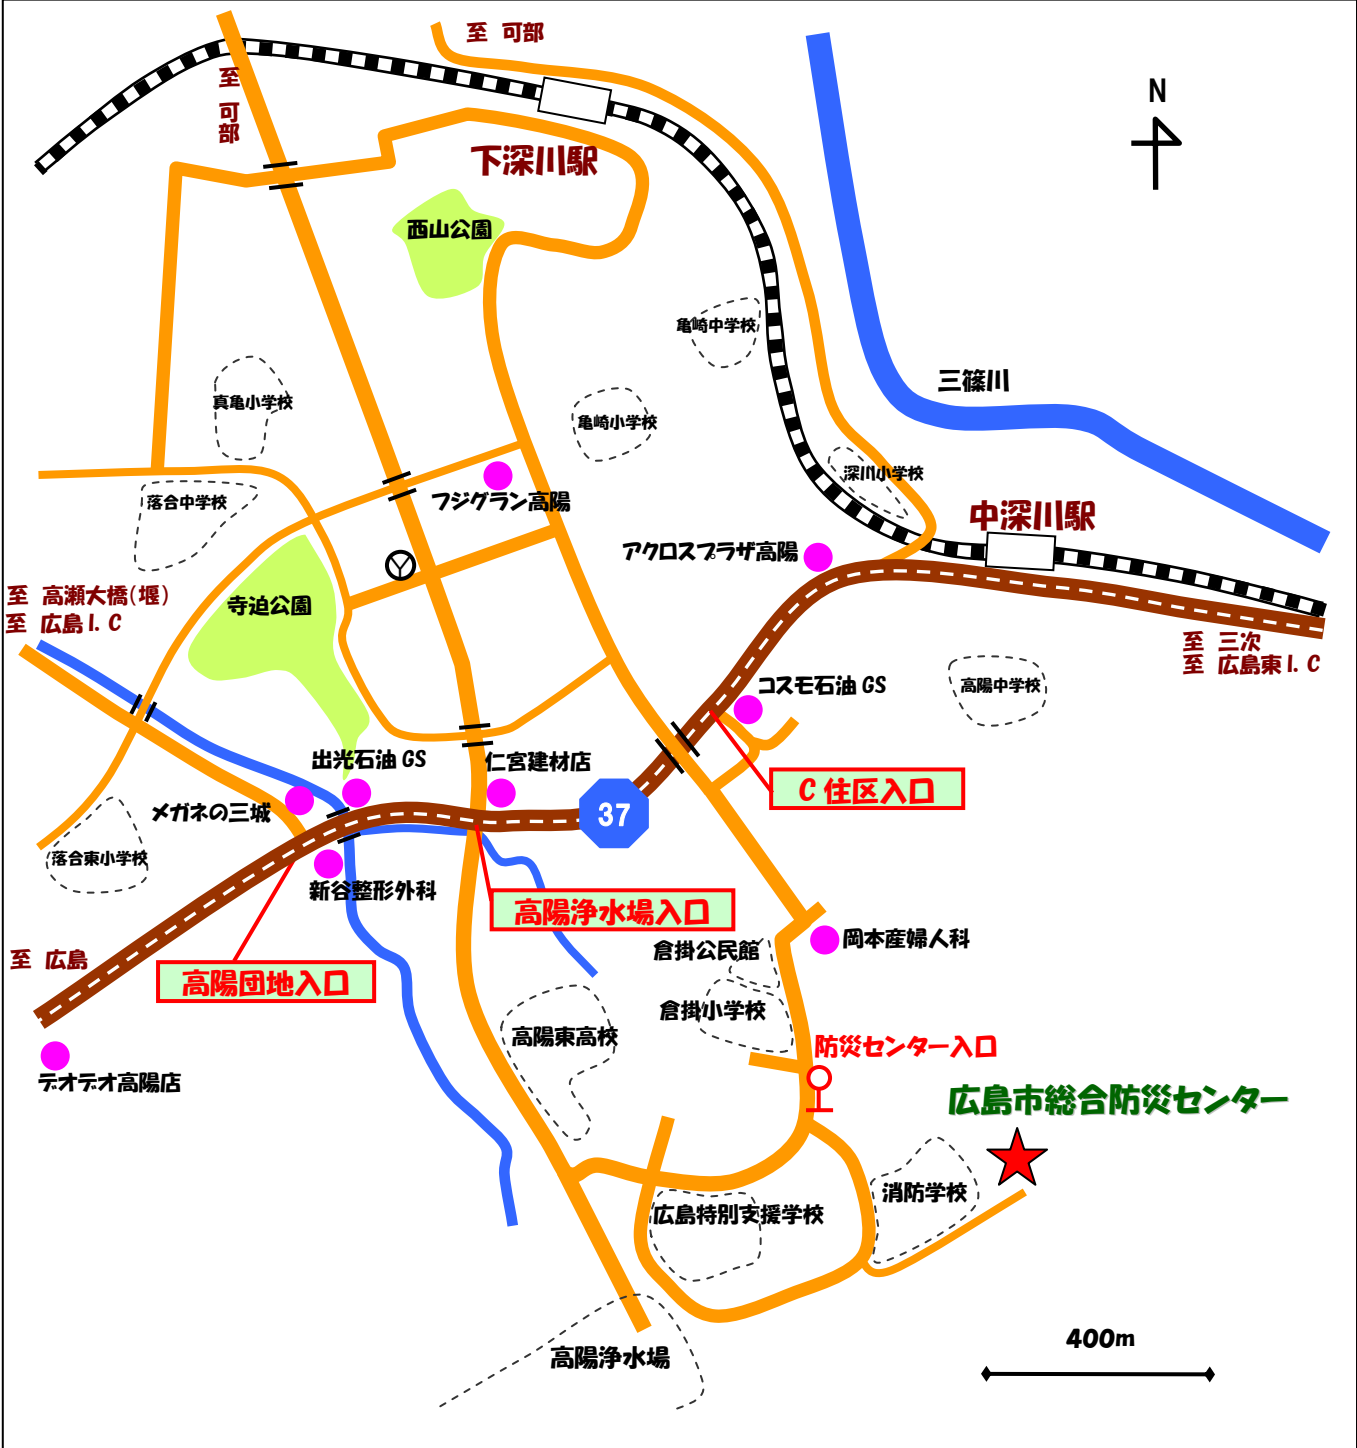 至 可部
至 可部
N
下深川駅
西山公園
亀崎中学校
三篠川
真亀小学校
亀崎小学校
深川小学校
フジグラン高陽
落合中学校
中深川駅
アクロスプラザ高陽
至 高瀬大橋(堰)
至 広島I.C
寺迫公園
至 三次
至 広島東I.C
コスモ石油GS
高陽中学校
出光石油GS
仁宮建材店
C住区入口
メガネの三城
37
落合東小学校
新谷整形外科
高陽浄水場入口
至 広島
高陽団地入口
倉掛公民館
岡本産婦人科
倉掛小学校
高陽東高校
防災センター入口
デオデオ高陽店
広島市総合防災センター
消防学校
広島特別支援学校
高陽浄水場
400m